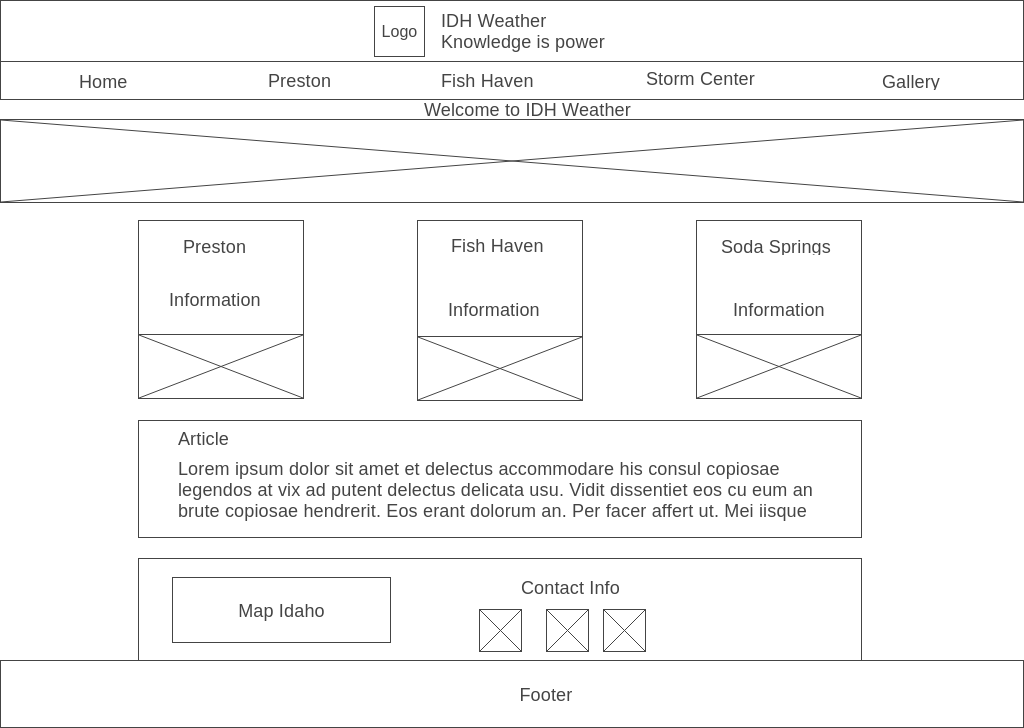 Logo
IDH Weather
Knowledge is power
Home
Preston
Fish Haven
Storm Center
Gallery
Welcome to IDH Weather
Preston
Information
Fish Haven
Information
Soda Springs
Information
Article
Lorem ipsum dolor sit amet et delectus accommodare his consul copiosae
legendos at vix ad putent delectus delicata usu. Vidit dissentiet eos cu eum an
brute copiosae hendrerit. Eos erant dolorum an. Per facer affert ut. Mei iisque
Map Idaho
Contact Info
Footer